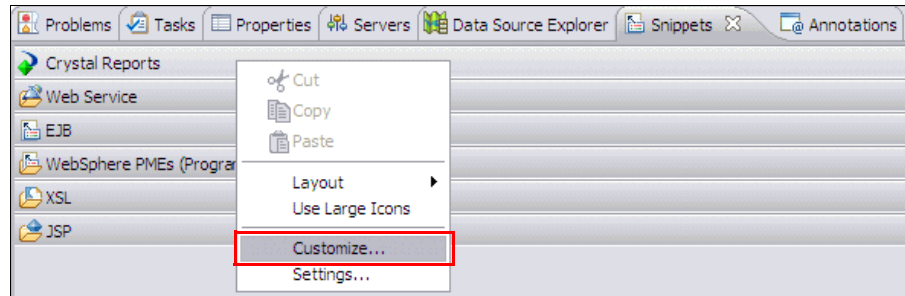 Problems Tasks Properties Servers Data Source Explorer Snippets Annotations
Crystal Reports
Web Service
EJB
WebSphere PMEs (Progra
XSL
JSP
Cut
Copy
Paste
Layout
Use Large Icons
Customize...
Settings...